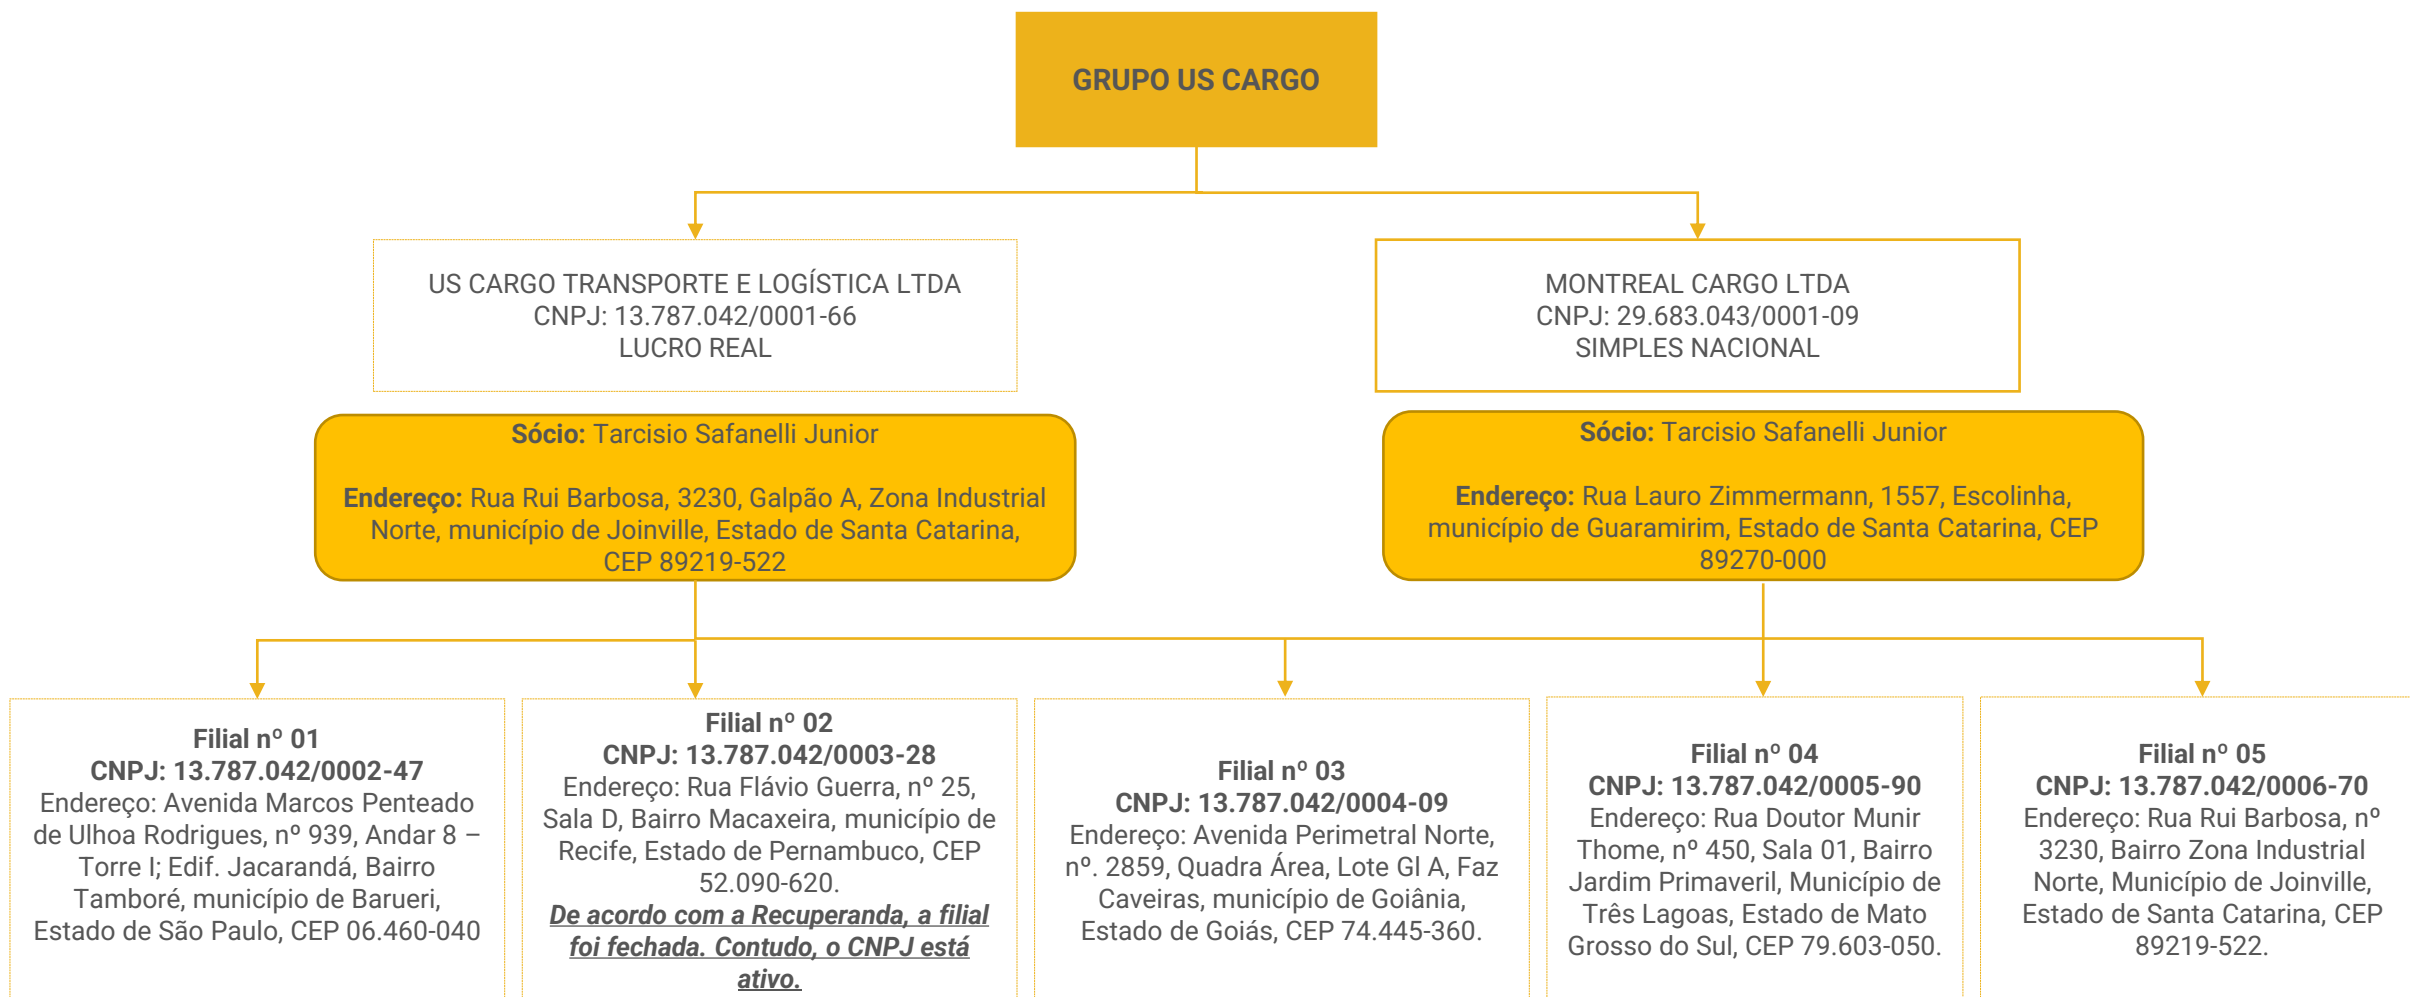 GRUPO US CARGO
US CARGO TRANSPORTE E LOGÍSTICA LTDA
CNPJ: 13.787.042/0001-66
LUCRO REAL
MONTREAL CARGO LTDA
CNPJ: 29.683.043/0001-09
SIMPLES NACIONAL
Sócio: Tarcisio Safanelli Junior
Endereço: Rua Rui Barbosa, 3230, Galpão A, Zona Industrial
Norte, município de Joinville, Estado de Santa Catarina,
CEP 89219-522
Sócio: Tarcisio Safanelli Junior
Endereço: Rua Lauro Zimmermann, 1557, Escolinha,
município de Guaramirim, Estado de Santa Catarina, CEP
89270-000
Filial nº 01
CNPJ: 13.787.042/0002-47
Endereço: Avenida Marcos Penteado
de Ulhoa Rodrigues, nº 939, Andar 8 –
Torre I; Edif. Jacarandá, Bairro
Tamboré, município de Barueri,
Estado de São Paulo, CEP 06.460-040
Filial nº 02
CNPJ: 13.787.042/0003-28
Endereço: Rua Flávio Guerra, nº 25,
Sala D, Bairro Macaxeira, município de
Recife, Estado de Pernambuco, CEP
52.090-620.
De acordo com a Recuperanda, a filial
foi fechada. Contudo, o CNPJ está
ativo.
Filial nº 03
CNPJ: 13.787.042/0004-09
Endereço: Avenida Perimetral Norte,
nº. 2859, Quadra Área, Lote Gl A, Faz
Caveiras, município de Goiânia,
Estado de Goiás, CEP 74.445-360.
Filial nº 04
CNPJ: 13.787.042/0005-90
Endereço: Rua Doutor Munir
Thome, nº 450, Sala 01, Bairro
Jardim Primaveril, Município de
Três Lagoas, Estado de Mato
Grosso do Sul, CEP 79.603-050.
Filial nº 05
CNPJ: 13.787.042/0006-70
Endereço: Rua Rui Barbosa, nº
3230, Bairro Zona Industrial
Norte, Município de Joinville,
Estado de Santa Catarina, CEP
89219-522.